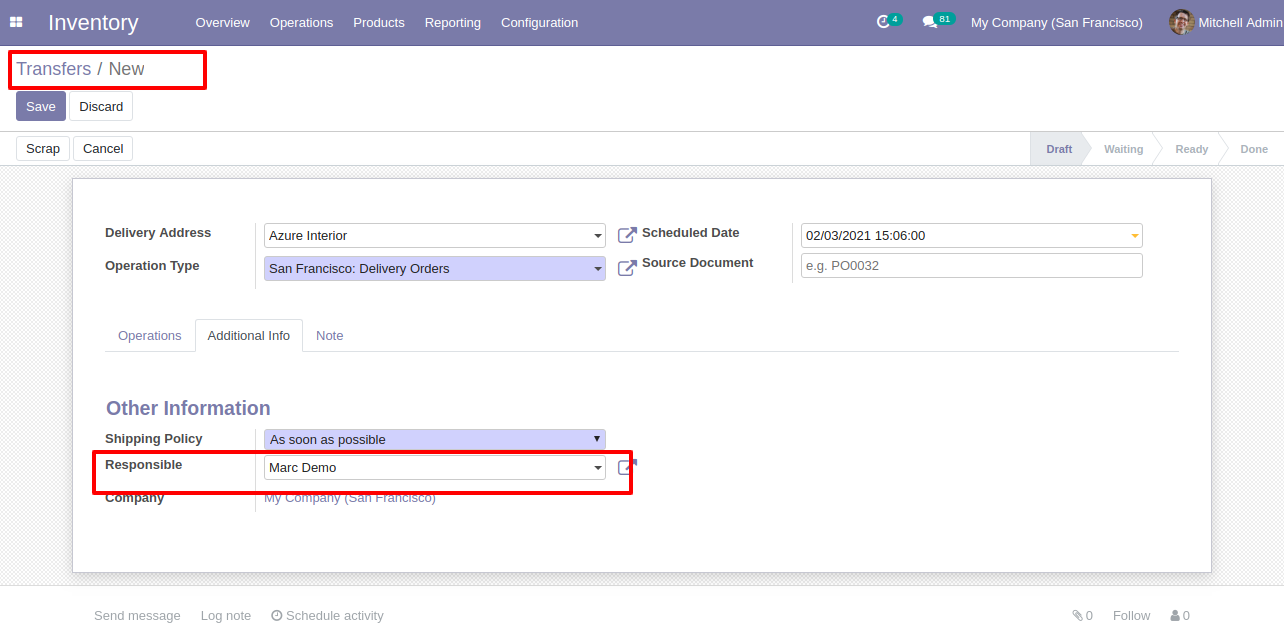 Inventory Overview Operations Products Reporting Configuration 4 81 My Company (San Francisco) Mitchell Admin
Transfers / New
Save Discard
Scrap Cancel Draft Waiting Ready Done
Delivery Address Azure Interior Scheduled Date 02/03/2021 15:06:00
Operation Type San Francisco: Delivery Orders Source Document e.g. PO0032
Operations Additional Info Note
Other Information
Shipping Policy As soon as possible
Responsible Marc Demo
Company My Company (San Francisco)
Send message Log note Schedule activity 0 Follow 0